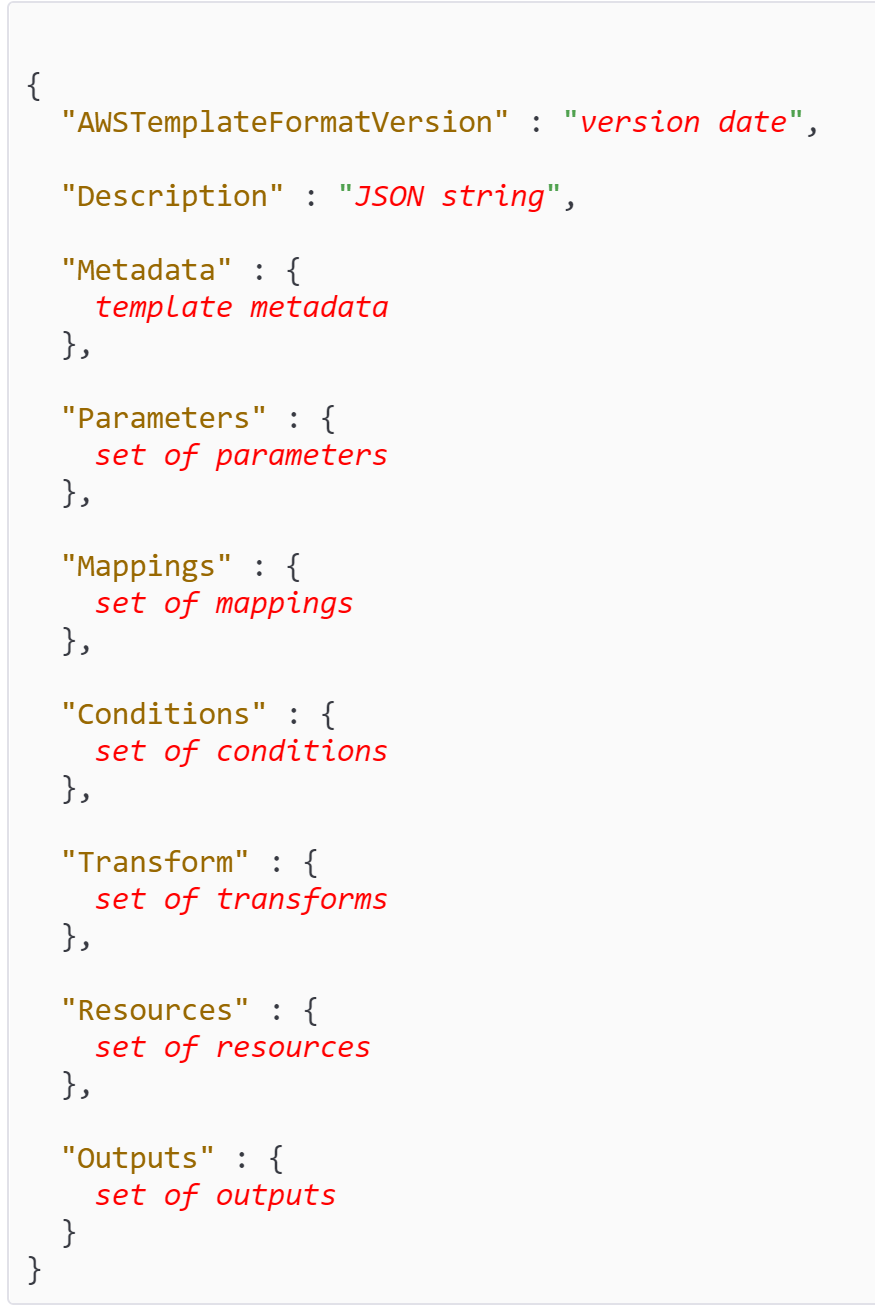 {
"AWSTemplateFormatVersion" : "version date",
"Description" : "JSON string",
"Metadata" : {
template metadata
},
"Parameters" : {
set of parameters
},
"Mappings" : {
set of mappings
},
"Conditions" : {
set of conditions
},
"Transform" : {
set of transforms
},
"Resources" : {
set of resources
},
"Outputs" : {
set of outputs
}
}